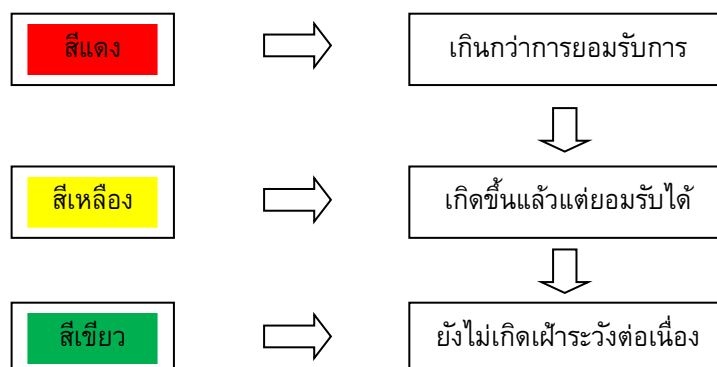 สีแดง
เกินกว่าการยอมรับการ
สีเหลือง
เกิดขึ้นแล้วแต่ยอมรับได้
สีเขียว
ยังไม่เกิดเฝ้าระวังต่อเนื่อง